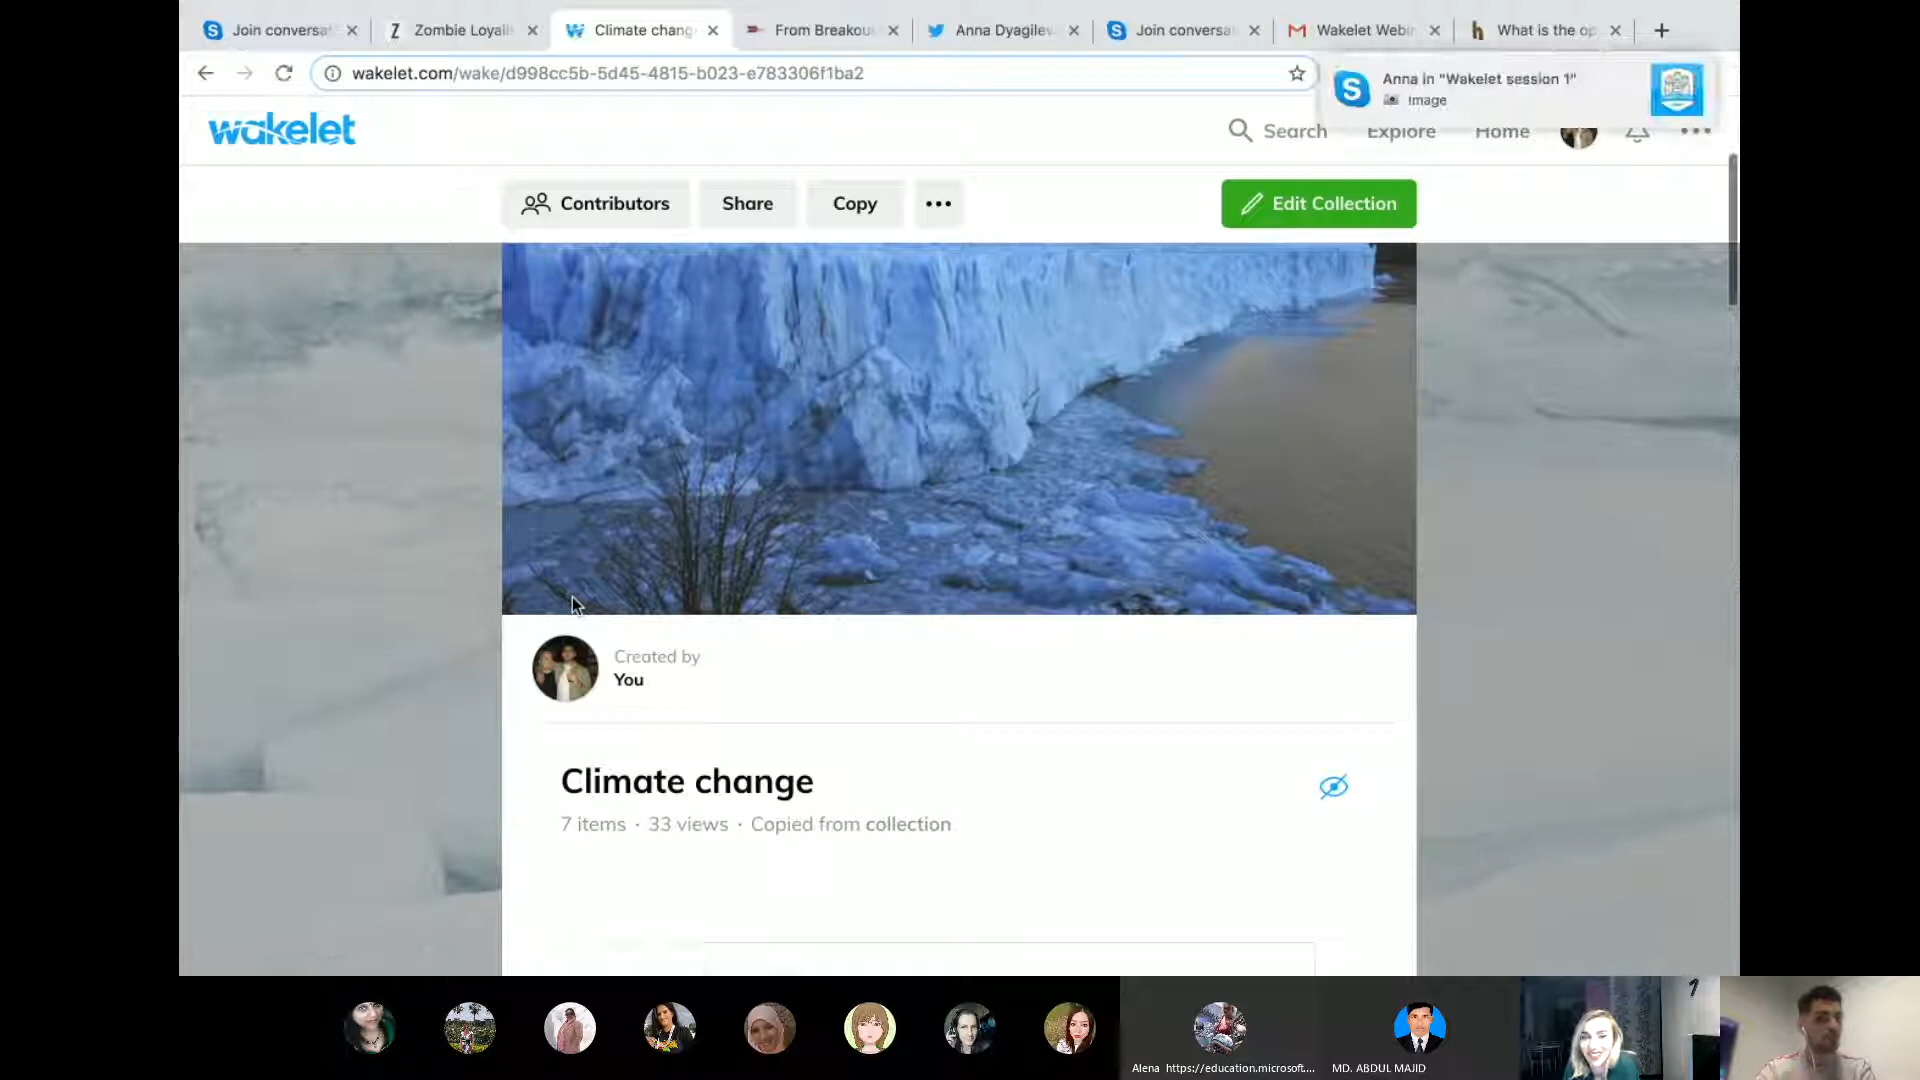 Join conversa
Zombie Loyalis
Climate chang
From Breakou
Anna Dyagilev
Join conversa
Wakelet Webin
What is the op
wakelet.com/wake/d998cc5b-5d45-4815-b023-e783306f1ba2
Anna in "Wakelet session 1"
Image
wakelet
Search
Explore
Home
Contributors
Share
Copy
Edit Collection
Created by
You
Climate change
7 items · 33 views · Copied from collection
Alena https://education.microsoft....
MD. ABDUL MAJID